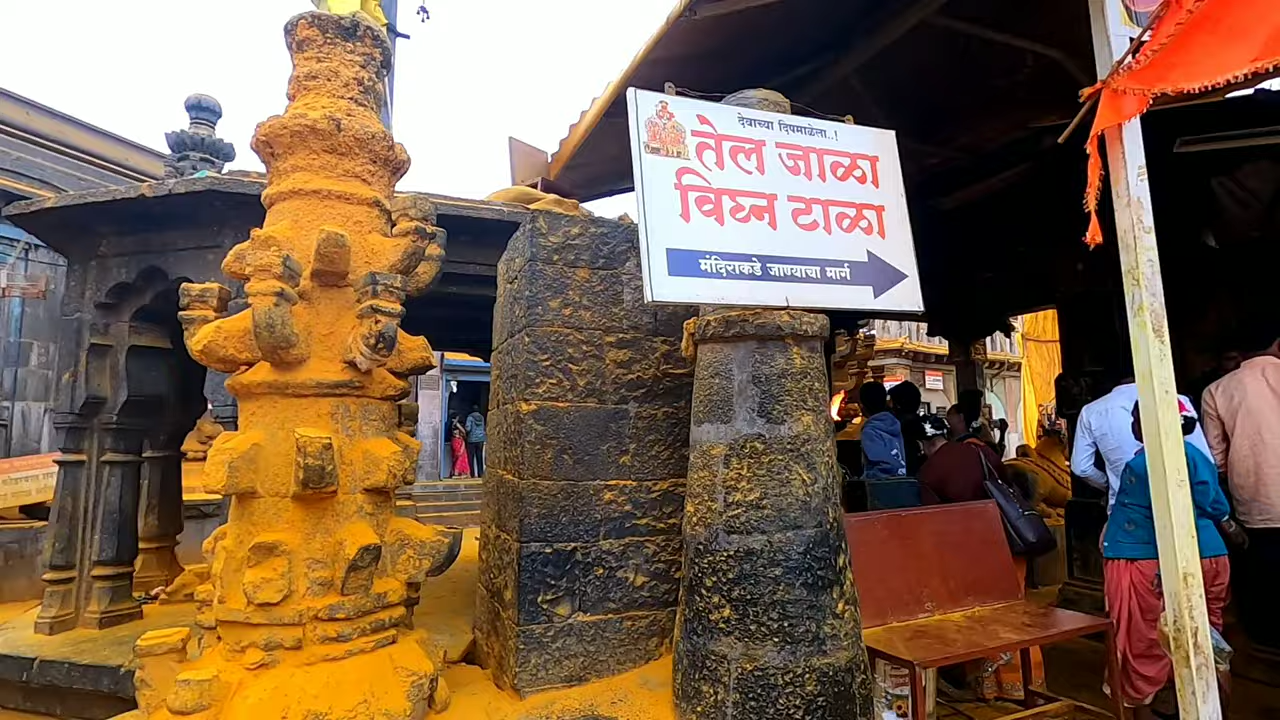 देवाच्या दिपमाळेला..!
तेल जाळा
विघ्न टाळा
मंदिराकडे जाण्याचा मार्ग